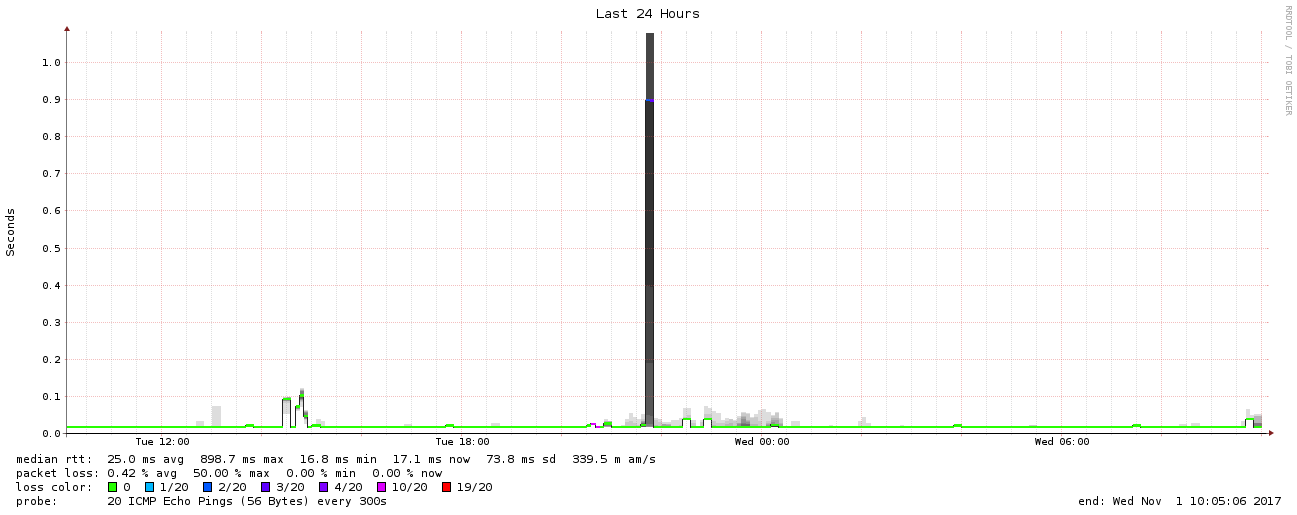 Last 24 Hours
RRDTOOL / TOBI OETIKER
Seconds
1.0
0.9
0.8
0.7
0.6
0.5
0.4
0.3
0.2
0.1
0.0
Tue 12:00 Tue 18:00 Wed 00:00 Wed 06:00
median rtt: 25.0 ms avg 898.7 ms max 16.8 ms min 17.1 ms now 73.8 ms sd 339.5 m am/s
packet loss: 0.42 % avg 50.00 % max 0.00 % min 0.00 % now
loss color: 0 1/20 2/20 3/20 4/20 10/20 19/20
probe: 20 ICMP Echo Pings (56 Bytes) every 300s end: Wed Nov 1 10:05:06 2017